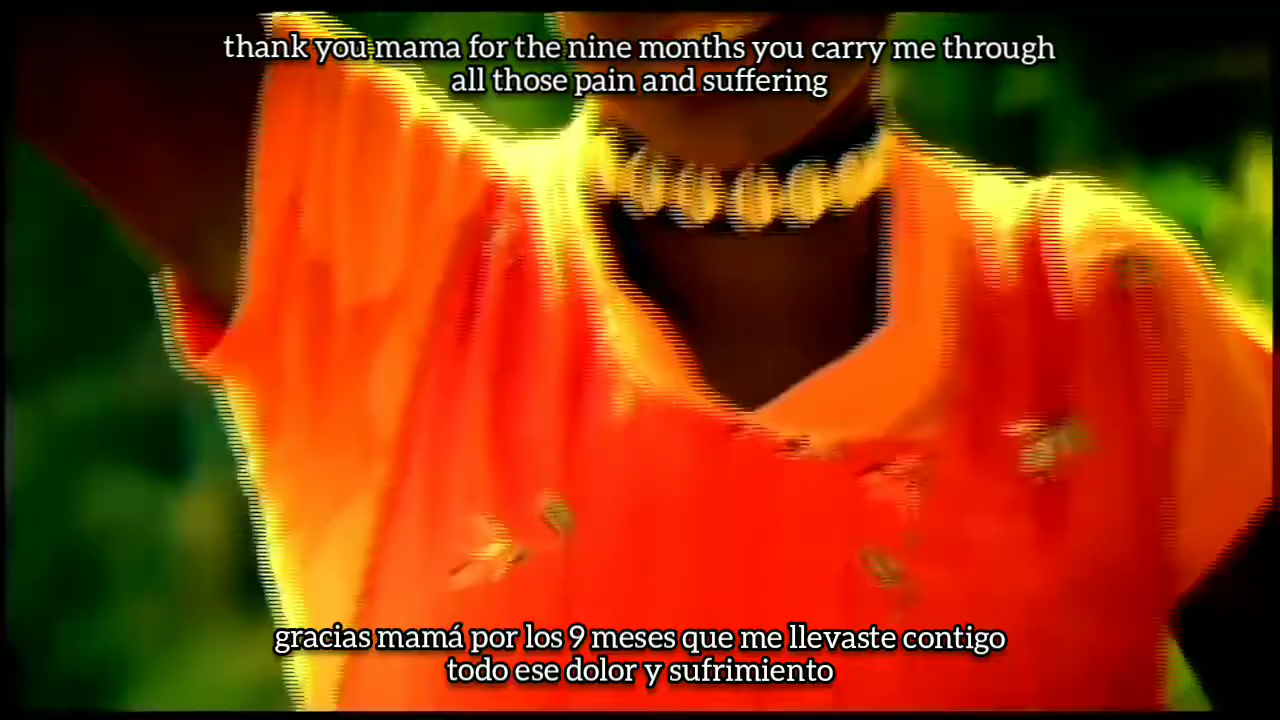 thank you mama for the nine months you carry me through
all those pain and suffering
gracias mamá por los 9 meses que me llevaste contigo
todo ese dolor y sufrimiento